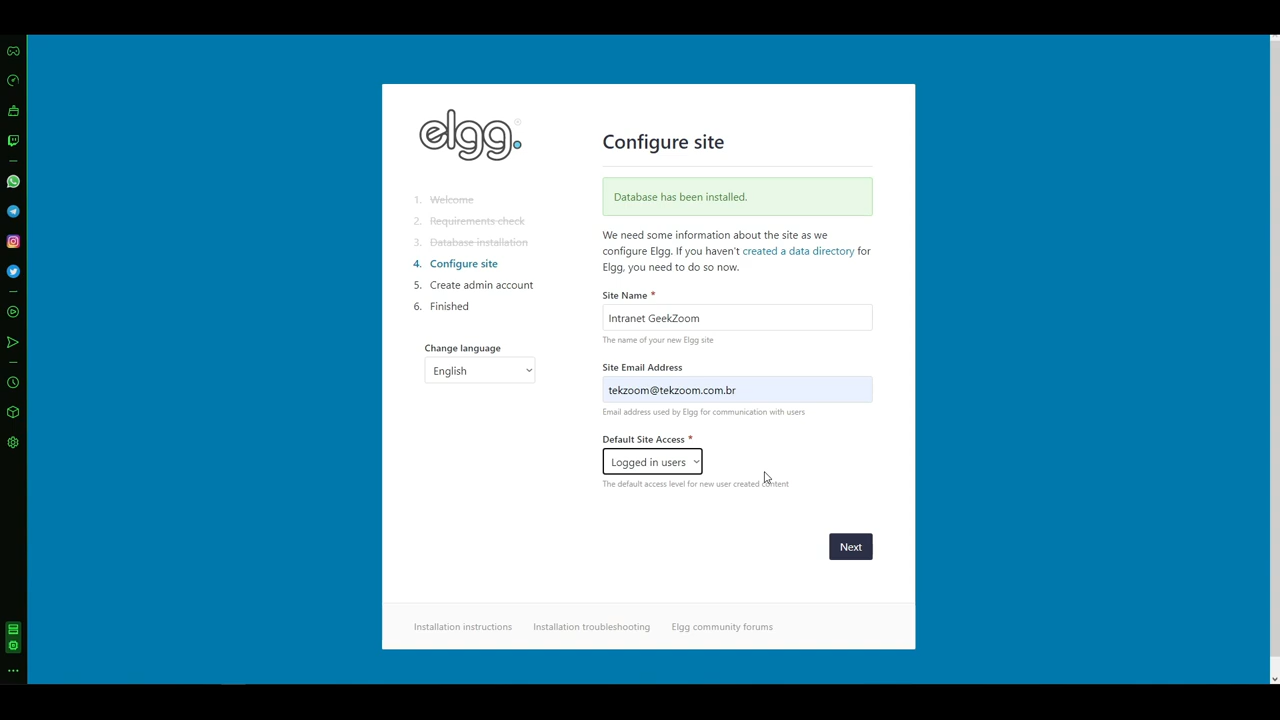 elgg.
Configure site
Database has been installed.
1. Welcome
2. Requirements check
3. Database installation
4. Configure site
5. Create admin account
6. Finished
Change language
English
We need some information about the site as we
configure Elgg. If you haven't created a data directory for
Elgg, you need to do so now.
Site Name *
Intranet GeekZoom
The name of your new Elgg site
Site Email Address
tekzoom@tekzoom.com.br
Email address used by Elgg for communication with users
Default Site Access *
Logged in users
The default access level for new user created content
Next
Installation instructions
Installation troubleshooting
Elgg community forums